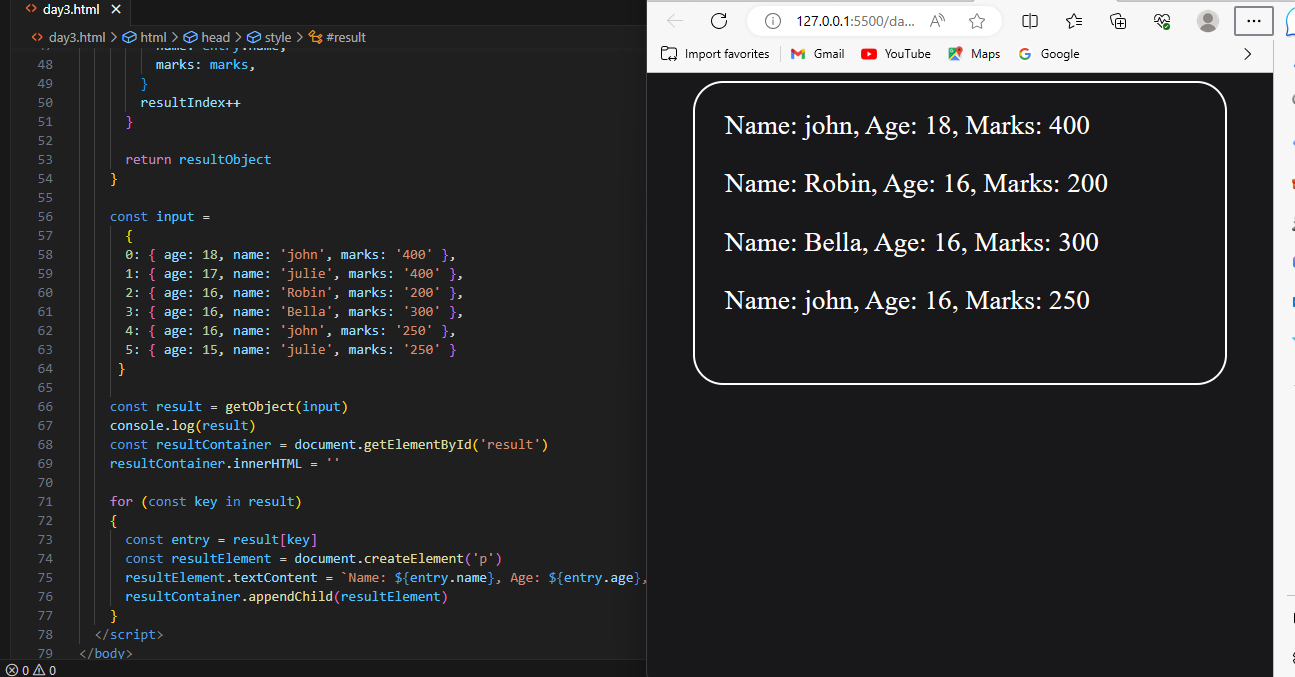 day3.html
day3.html > html > head > style > #result
48 marks: marks,
49 }
50 resultIndex++
51 }
52
53 return resultObject
54 }
55
56 const input =
57 {
58 0: { age: 18, name: 'john', marks: '400' },
59 1: { age: 17, name: 'julie', marks: '400' },
60 2: { age: 16, name: 'Robin', marks: '200' },
61 3: { age: 16, name: 'Bella', marks: '300' },
62 4: { age: 16, name: 'john', marks: '250' },
63 5: { age: 15, name: 'julie', marks: '250' }
64 }
65
66 const result = getObject(input)
67 console.log(result)
68 const resultContainer = document.getElementById('result')
69 resultContainer.innerHTML = ''
70
71 for (const key in result)
72 {
73 const entry = result[key]
74 const resultElement = document.createElement('p')
75 resultElement.textContent = `Name: ${entry.name}, Age: ${entry.age},
76 resultContainer.appendChild(resultElement)
77 }
78 </script>
79 </body>
0 0
127.0.0.1:5500/da...
Import favorites Gmail YouTube Maps Google
Name: john, Age: 18, Marks: 400
Name: Robin, Age: 16, Marks: 200
Name: Bella, Age: 16, Marks: 300
Name: john, Age: 16, Marks: 250